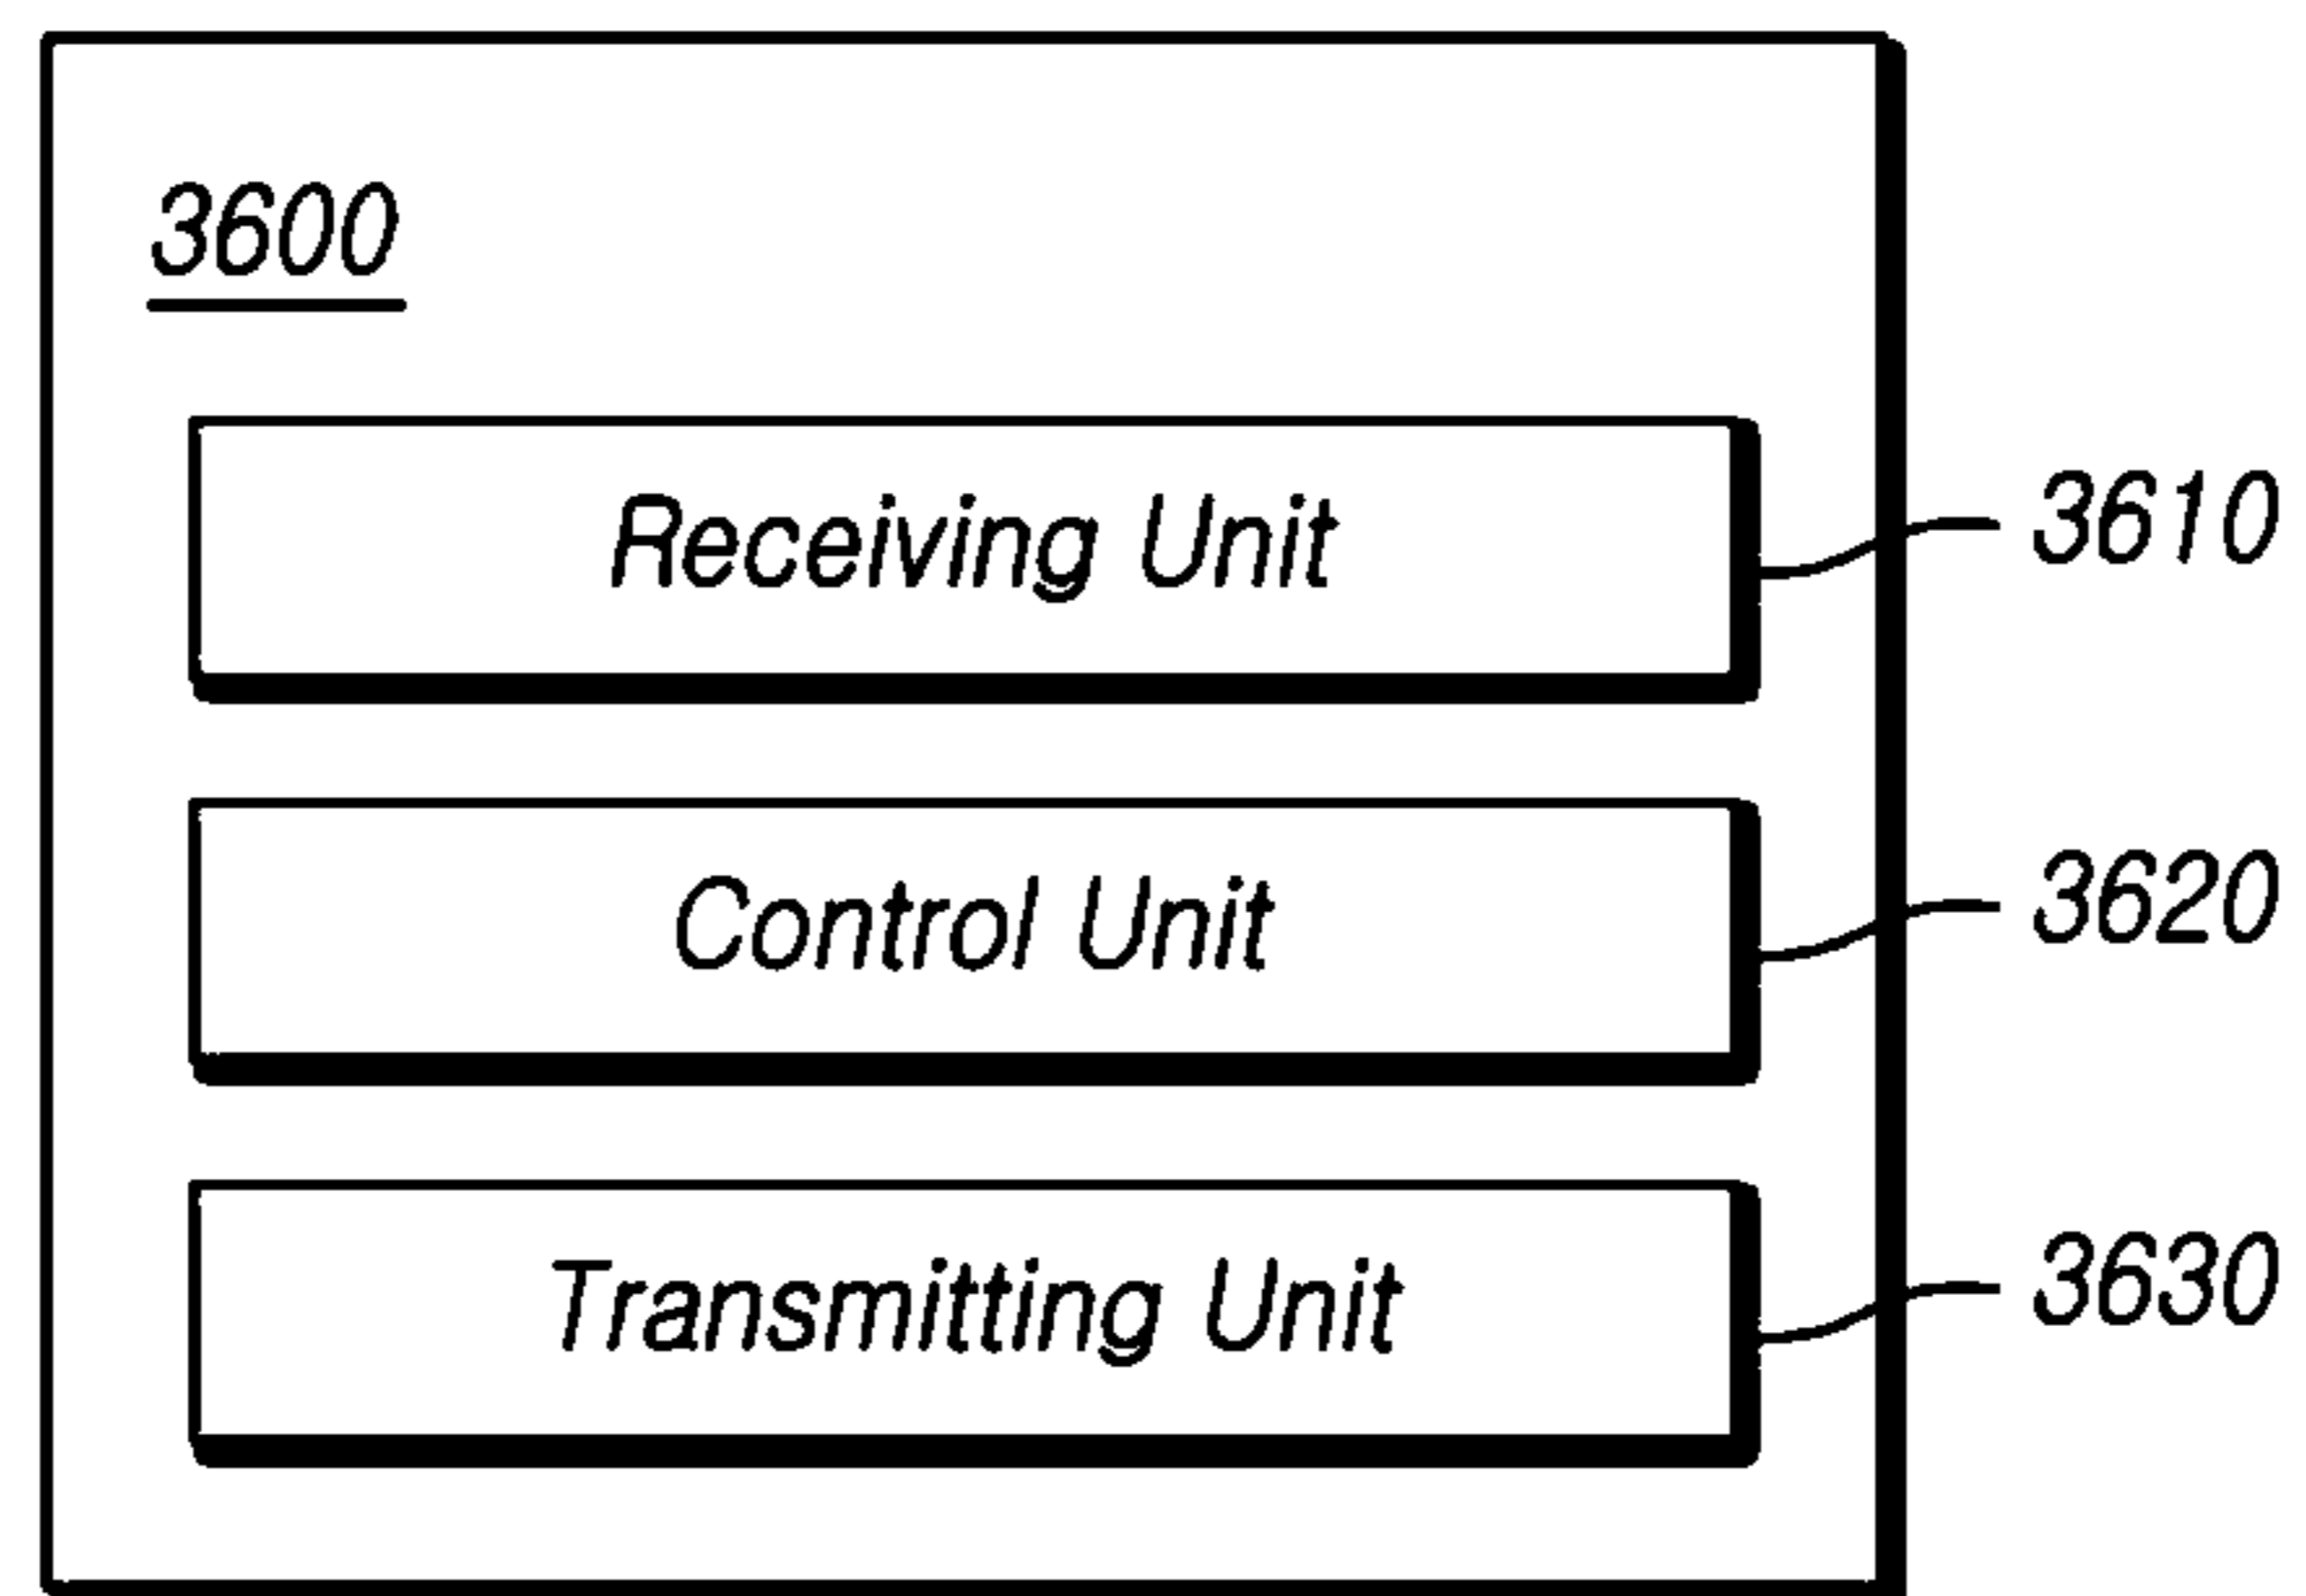 3600
Receiving Unit
3610
Control Unit
3620
Transmitting Unit
3630